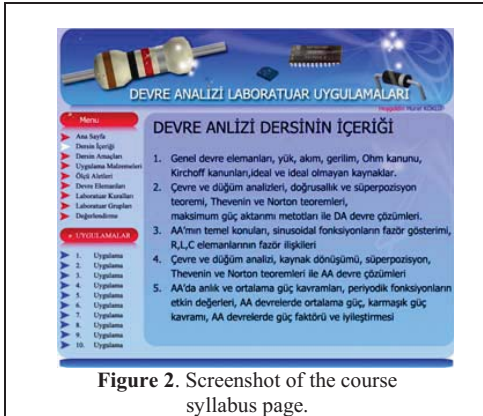 DEVRE ANALİZİ LABORATUAR UYGULAMALARI
Hoşgeldin Murat KÖKLÜ
Menu
Ana Sayfa
Dersin İçeriği
Dersin Amaçları
Uygulama Malzemeleri
Ölçü Aletleri
Devre Elemanları
Laboratuar Kuralları
Laboratuar Grupları
Değerlendirme
UYGULAMALAR
1. Uygulama
2. Uygulama
3. Uygulama
4. Uygulama
5. Uygulama
6. Uygulama
7. Uygulama
8. Uygulama
9. Uygulama
10. Uygulama
DEVRE ANLİZİ DERSİNİN İÇERİĞİ
1. Genel devre elemanları, yük, akım, gerilim, Ohm kanunu,
Kirchoff kanunları,ideal ve ideal olmayan kaynaklar.
2. Çevre ve düğüm analizleri, doğrusallık ve süperpozisyon
teoremi, Thevenin ve Norton teoremleri,
maksimum güç aktarımı metotları ile DA devre çözümleri.
3. AA'mın temel konuları, sinusoidal fonksiyonların fazör gösterimi,
R,L,C elemanlarının fazör ilişkileri
4. Çevre ve düğüm analizi, kaynak dönüşümü, süperpozisyon,
Thevenin ve Norton teoremleri ile AA devre çözümleri
5. AA'da anlık ve ortalama güç kavramları, periyodik fonksiyonların
etkin değerleri, AA devrelerde ortalama güç, karmaşık güç
kavramı, AA devrelerde güç faktörü ve iyileştirmesi
Figure 2. Screenshot of the course
syllabus page.